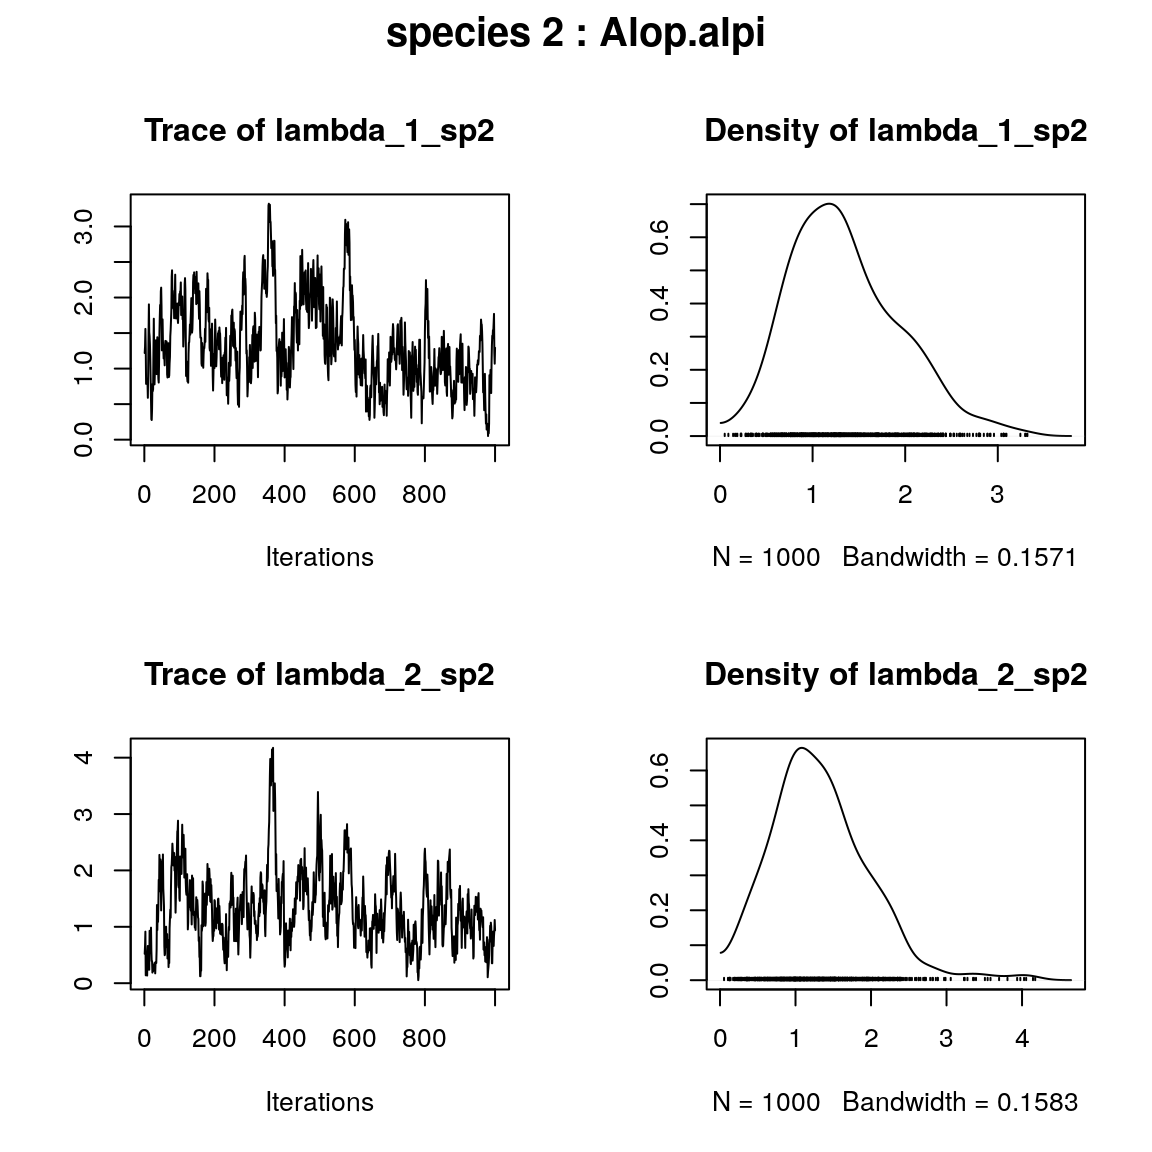 species 2 : Alop.alpi
Trace of lambda_1_sp2
0.0 1.0 2.0 3.0
0 200 400 600 800
Iterations
Density of lambda_1_sp2
0.0 0.2 0.4 0.6
0 1 2 3
N = 1000 Bandwidth = 0.1571
Trace of lambda_2_sp2
0 1 2 3 4
0 200 400 600 800
Iterations
Density of lambda_2_sp2
0.0 0.2 0.4 0.6
0 1 2 3 4
N = 1000 Bandwidth = 0.1583